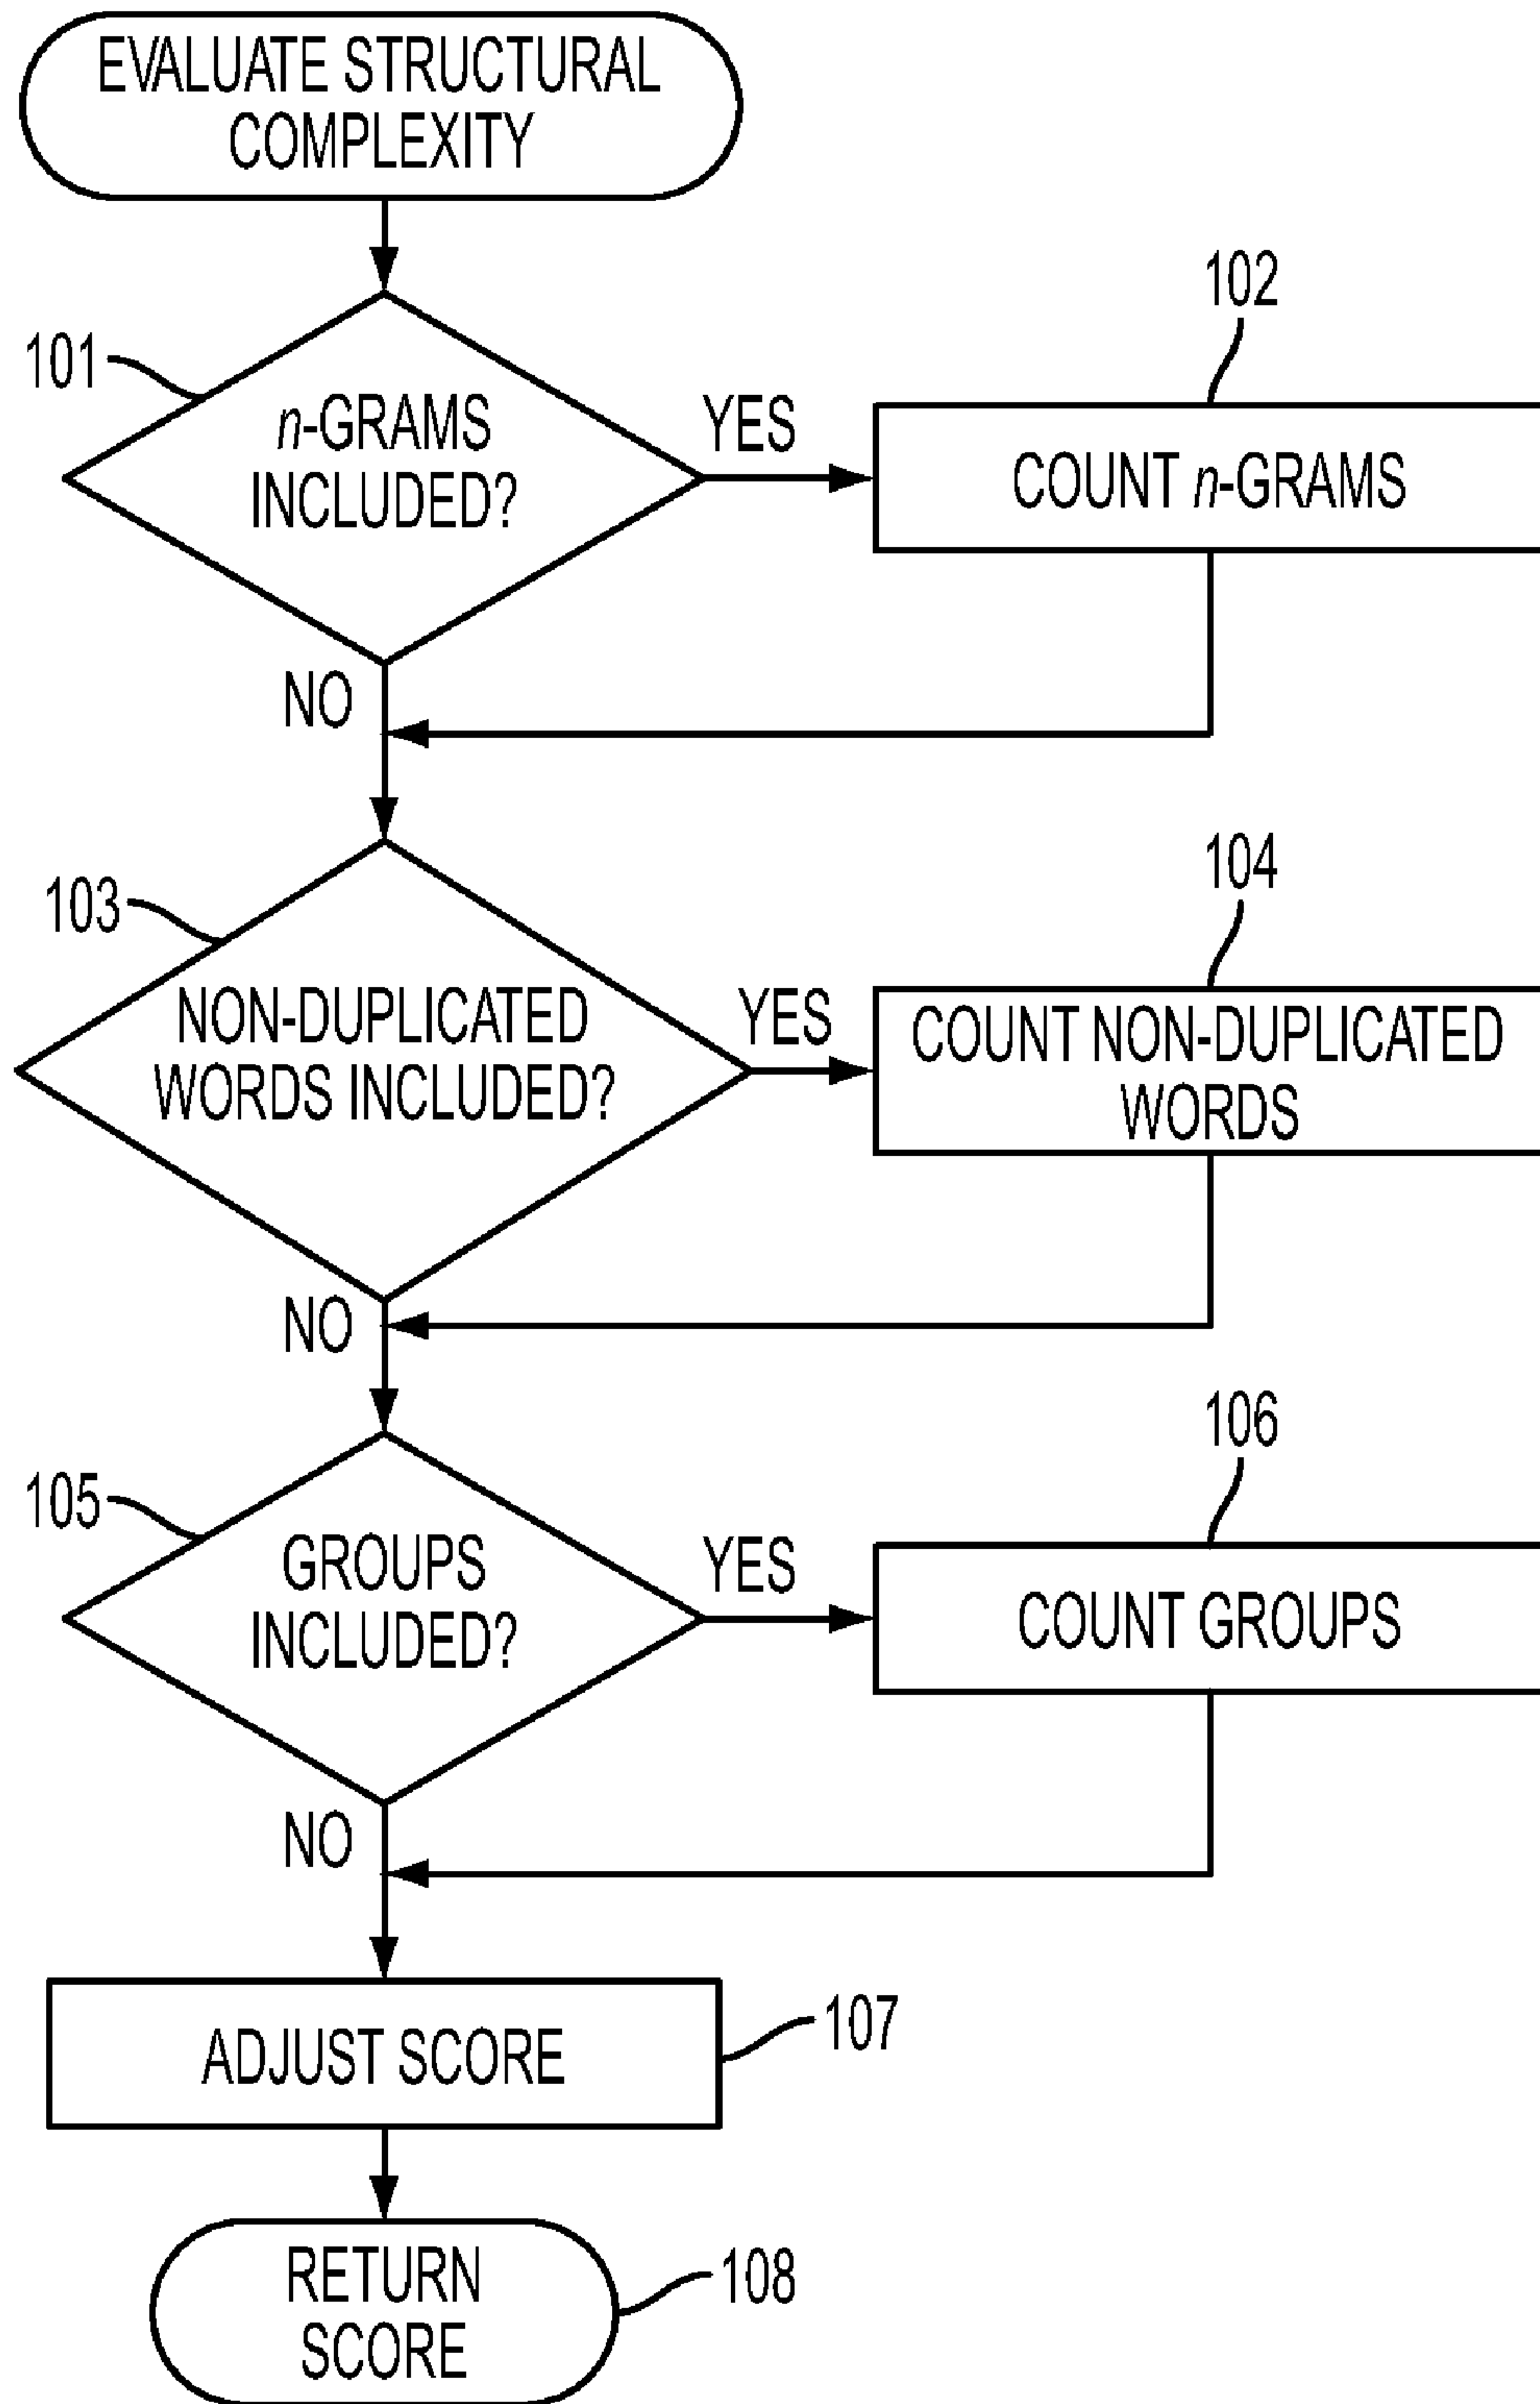 EVALUATE STRUCTURAL
COMPLEXITY
101
n-GRAMS
INCLUDED?
YES
102
COUNT n-GRAMS
NO
103
NON-DUPLICATED
WORDS INCLUDED?
YES
104
COUNT NON-DUPLICATED
WORDS
NO
105
GROUPS
INCLUDED?
YES
106
COUNT GROUPS
NO
ADJUST SCORE
107
RETURN
SCORE
108